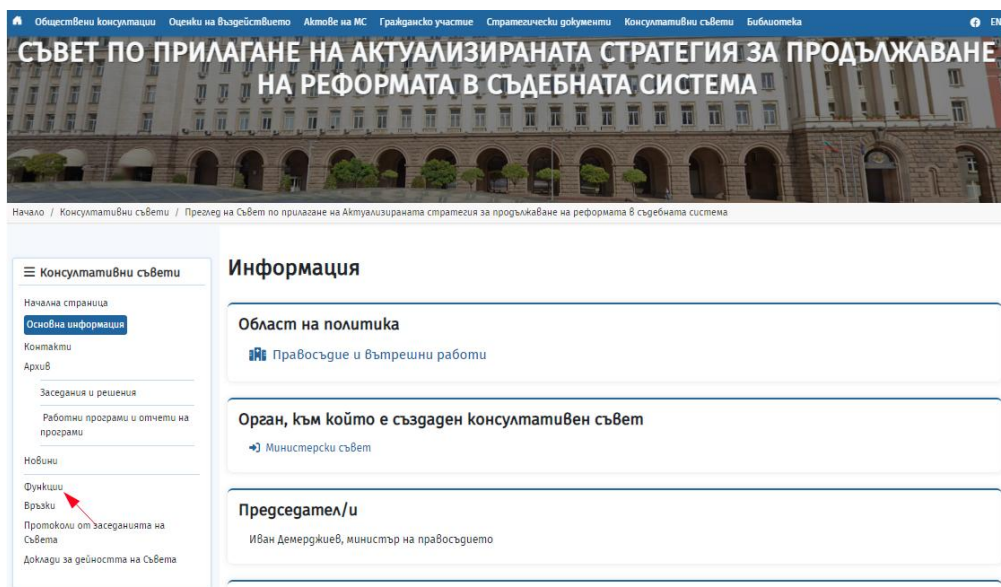 Обществени консултации Оценки на въздействието Актове на МС Гражданско участие Стратегически документи Консултативни съвети Библиотека EN
СЪВЕТ ПО ПРИЛАГАНЕ НА АКТУАЛИЗИРАНАТА СТРАТЕГИЯ ЗА ПРОДЪЛЖАВАНЕ
НА РЕФОРМАТА В СЪДЕБНАТА СИСТЕМА
Начало / Консултативни съвети / Преглед на Съвет по прилагане на Актуализираната стратегия за продължаване на реформата в съдебната система
Консултативни съвети
Начална страница
Основна информация
Контакти
Архив
Заседания и решения
Работни програми и отчети на
програми
Новини
Функции
Връзки
Протоколи от заседанията на
Съвета
Доклади за дейността на Съвета
Информация
Област на политика
Правосъдие и вътрешни работи
Орган, към който е създаден консултативен съвет
Министерски съвет
Председател/и
Иван Демерджиев, министър на правосъдието